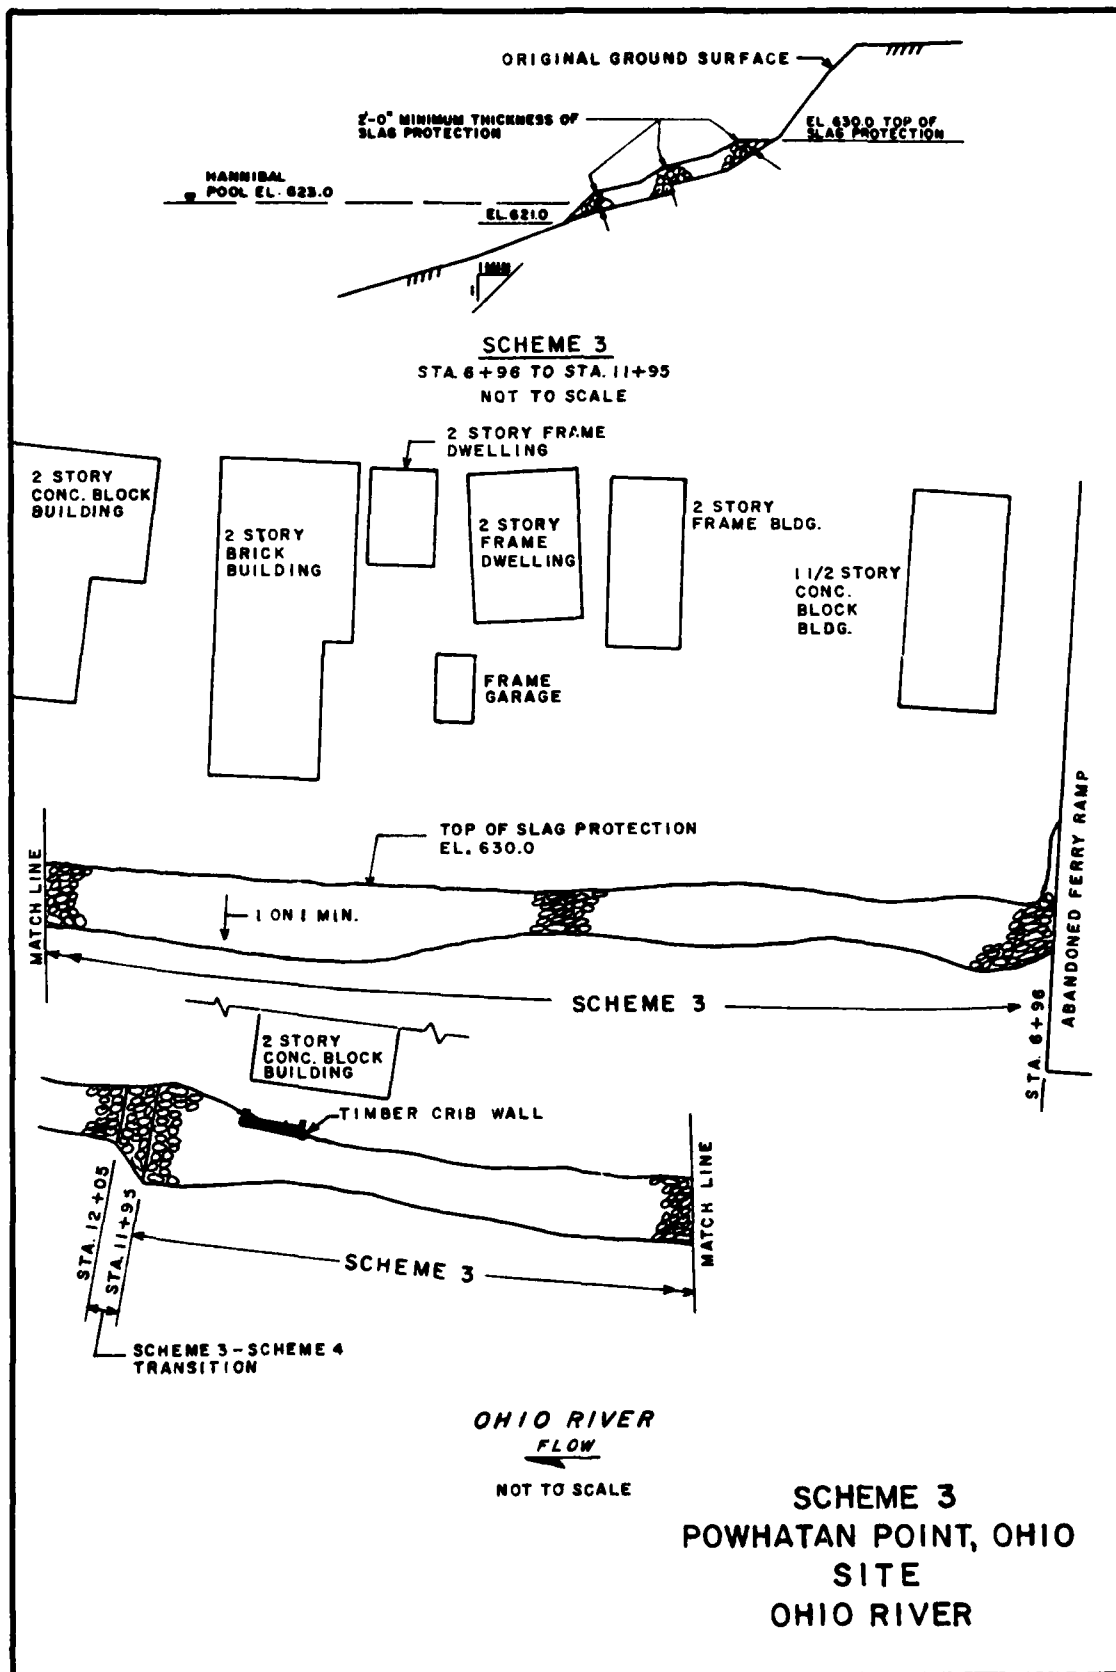 ORIGINAL GROUND SURFACE
2'-0" MINIMUM THICKNESS OF
SLAG PROTECTION
EL. 630.0 TOP OF
SLAG PROTECTION
HANNIBAL
POOL EL. 623.0
EL. 621.0
1 MIN
1
SCHEME 3
STA. 6+96 TO STA. 11+95
NOT TO SCALE
2 STORY FRAME
DWELLING
2 STORY
CONC. BLOCK
BUILDING
2 STORY
BRICK
BUILDING
2 STORY
FRAME
DWELLING
2 STORY
FRAME BLDG.
1 1/2 STORY
CONC.
BLOCK
BLDG.
FRAME
GARAGE
TOP OF SLAG PROTECTION
EL. 630.0
MATCH LINE
1 ON 1 MIN.
ABANDONED FERRY RAMP
SCHEME 3
STA. 6+96
2 STORY
CONC. BLOCK
BUILDING
TIMBER CRIB WALL
MATCH LINE
STA. 12+05
STA. 11+95
SCHEME 3
SCHEME 3-SCHEME 4
TRANSITION
OHIO RIVER
FLOW
NOT TO SCALE
SCHEME 3
POWHATAN POINT, OHIO
SITE
OHIO RIVER